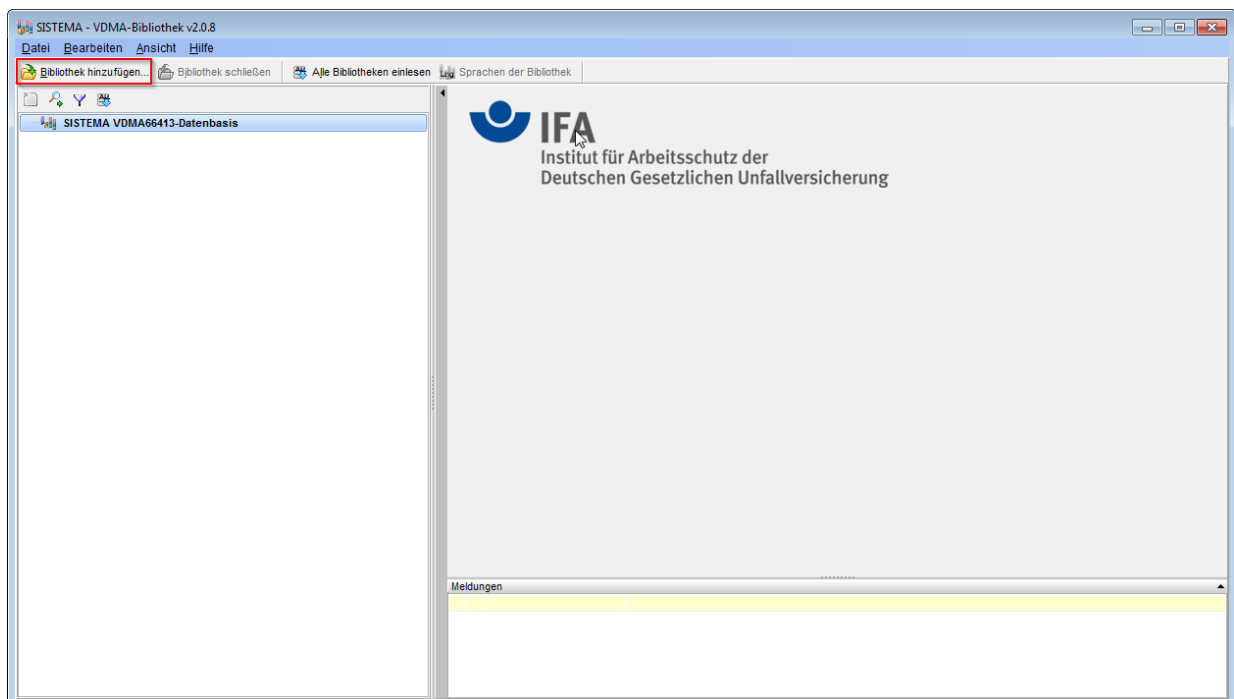 SISTEMA - VDMA-Bibliothek v2.0.8
Datei Bearbeiten Ansicht Hilfe
Bibliothek hinzufügen... Bibliothek schließen Alle Bibliotheken einlesen Sprachen der Bibliothek
SISTEMA VDMA66413-Datenbasis
IFA
Institut für Arbeitsschutz der
Deutschen Gesetzlichen Unfallversicherung
Meldungen